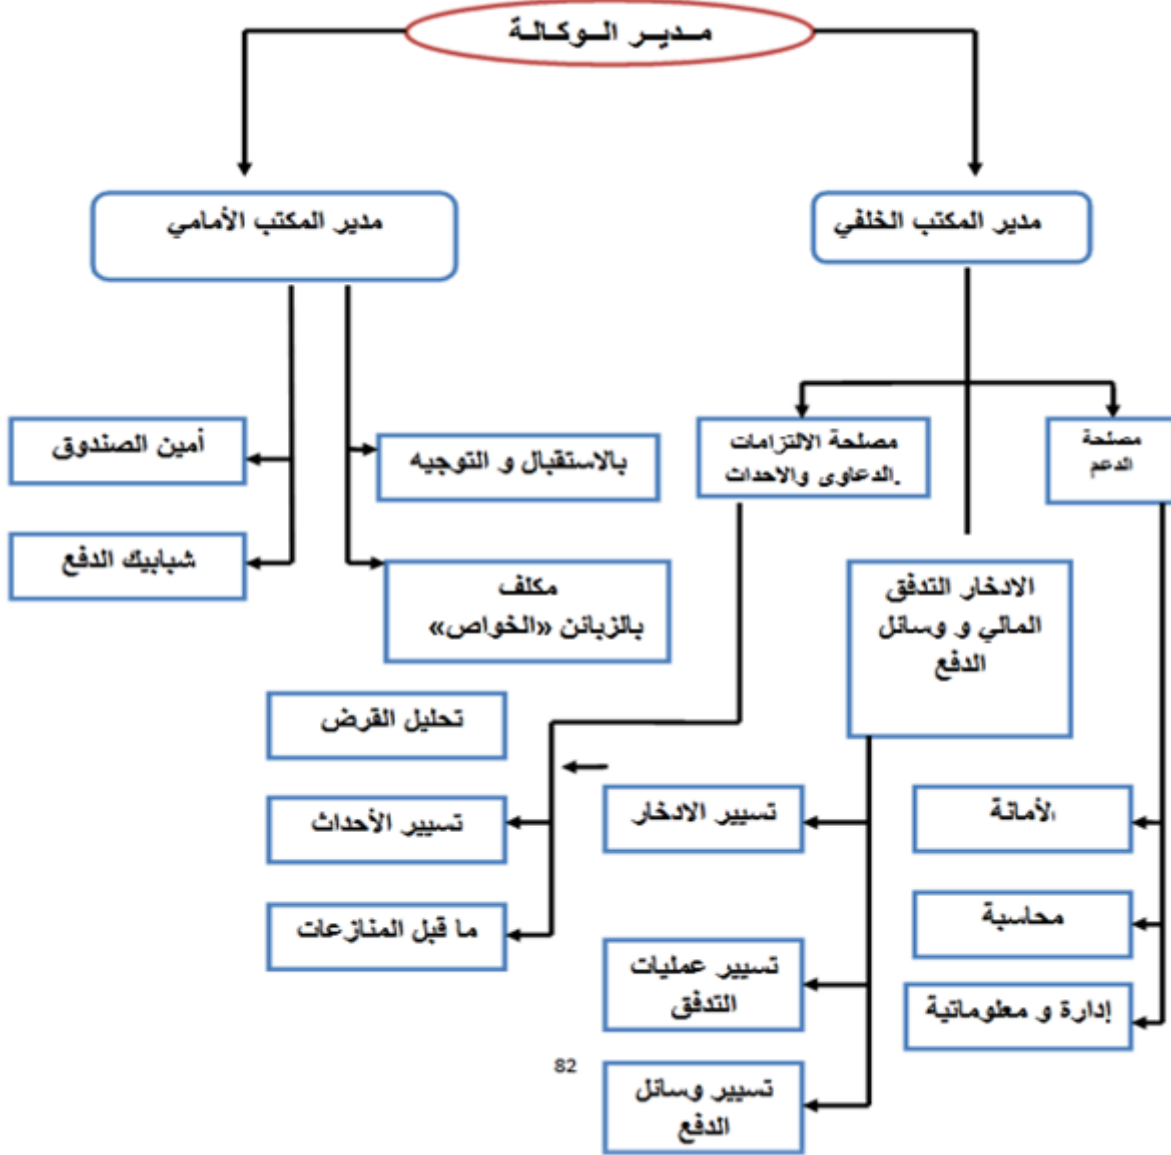 مـديـر الـوكـالـة
مدير المكتب الخلفي
مدير المكتب الأمامي
مصلحة
الدعم
مصلحة الالتزامات
الدعاوى والاحداث.
بالاستقبال و التوجيه
أمين الصندوق
شبابيك الدفع
مكلف
بالزبائن «الخواص»
الادخار التدفق
المالي و وسائل
الدفع
تحليل القرض
الأمانة
تسيير الادخار
تسيير الأحداث
محاسبة
ما قبل المنازعات
تسيير عمليات
التدفق
إدارة و معلوماتية
82
تسيير وسائل
الدفع